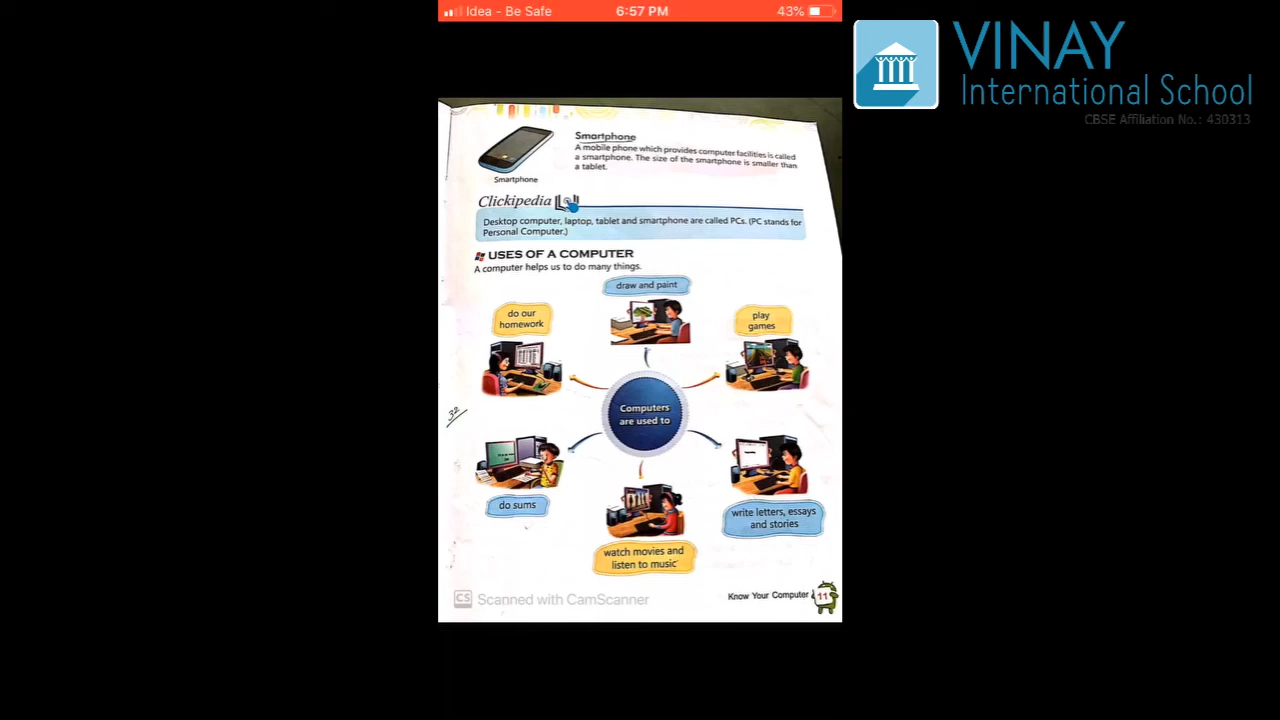 Idea - Be Safe
6:57 PM
43%
VINAY
International School
CBSE Affiliation No.: 430313
Smartphone
A mobile phone which provides computer facilities is called
a smartphone. The size of the smartphone is smaller than
a tablet.
Smartphone
Clickipedia
Desktop computer, laptop, tablet and smartphone are called PCs. (PC stands for
Personal Computer.)
USES OF A COMPUTER
A computer helps us to do many things.
draw and paint
do our
homework
play
games
Computers
are used to
32
do sums
write letters, essays
and stories
watch movies and
listen to music
CS Scanned with CamScanner
Know Your Computer
11